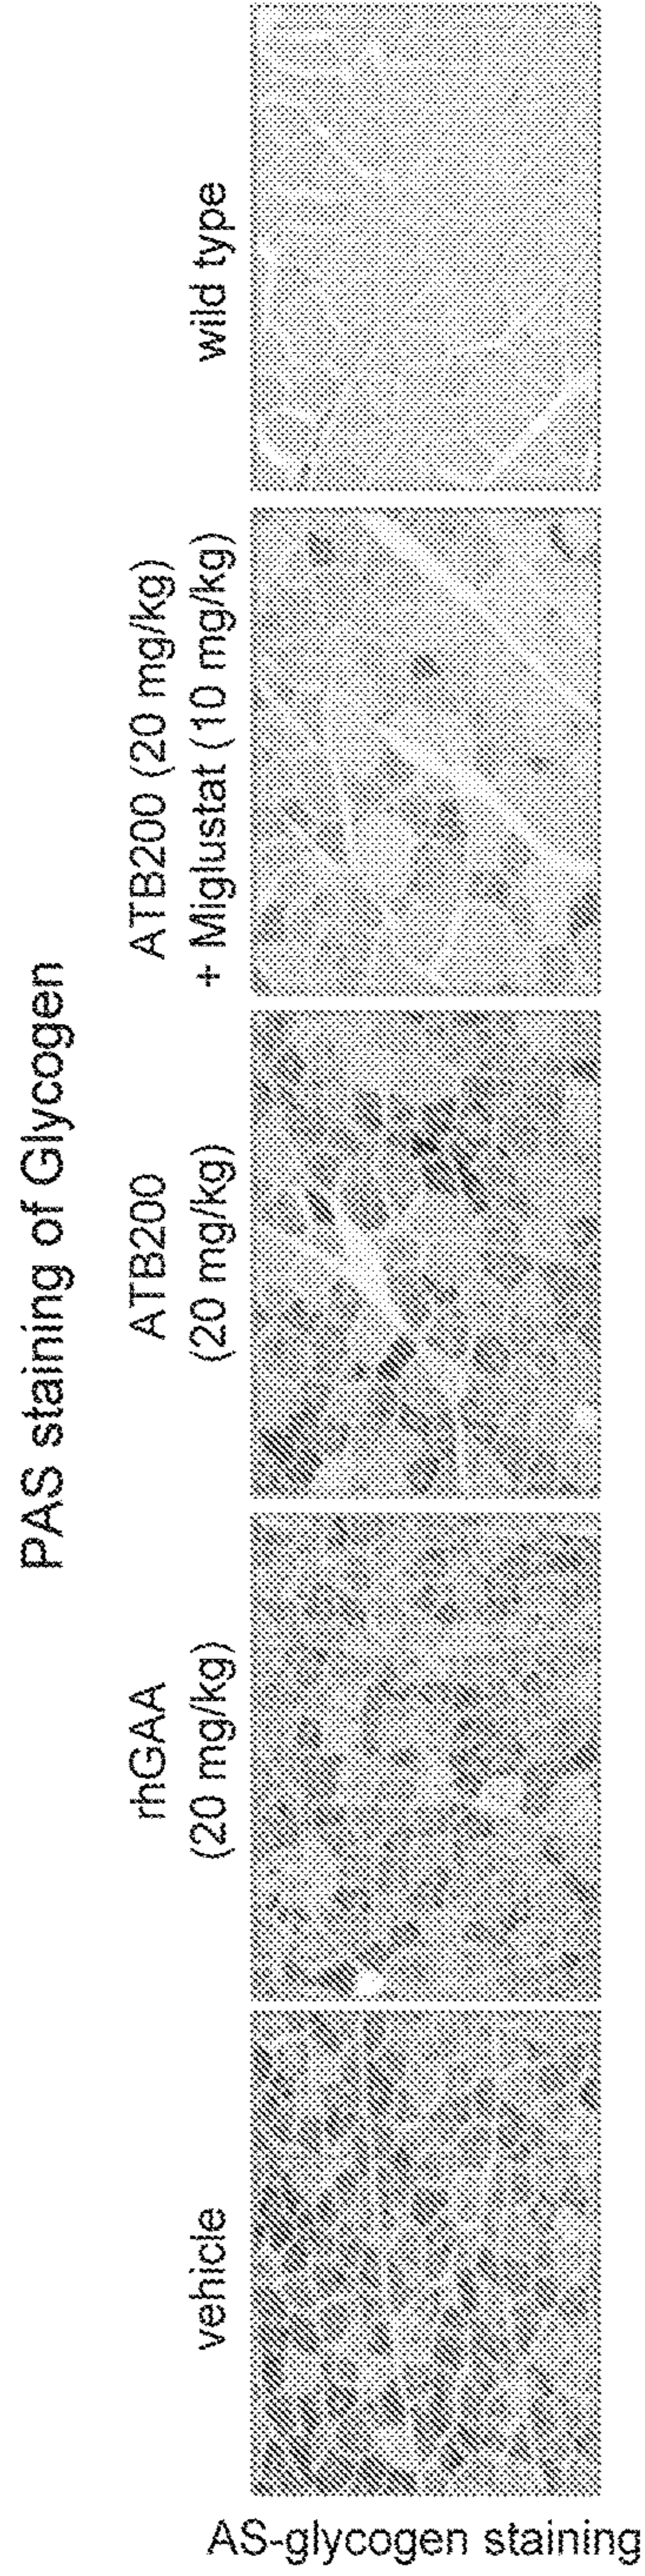 PAS staining of Glycogen
vehicle
rhGAA
(20 mg/kg)
ATB200
(20 mg/kg)
ATB200 (20 mg/kg)
+ Miglustat (10 mg/kg)
wild type
AS-glycogen staining